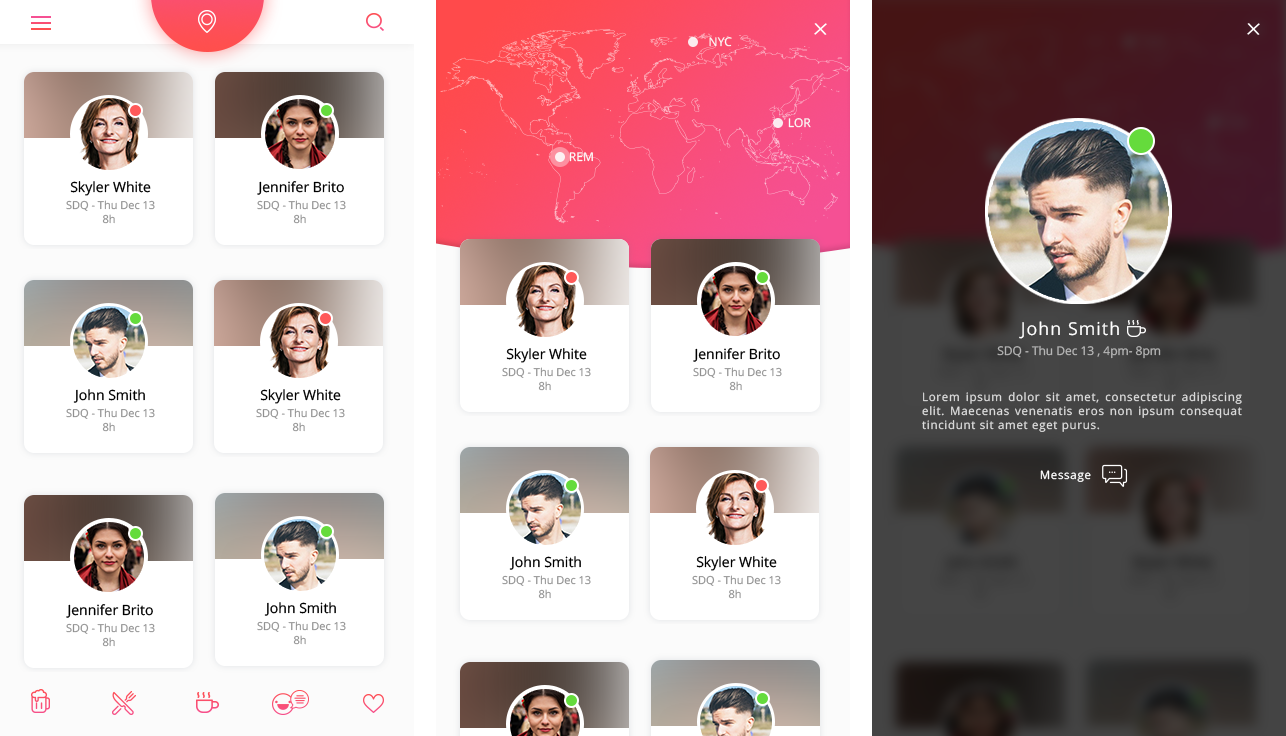 Skyler White
SDQ - Thu Dec 13
8h
Jennifer Brito
SDQ - Thu Dec 13
8h
John Smith
SDQ - Thu Dec 13
8h
Skyler White
SDQ - Thu Dec 13
8h
Jennifer Brito
SDQ - Thu Dec 13
8h
John Smith
SDQ - Thu Dec 13
8h
NYC
LOR
REM
Skyler White
SDQ - Thu Dec 13
8h
Jennifer Brito
SDQ - Thu Dec 13
8h
John Smith
SDQ - Thu Dec 13
8h
Skyler White
SDQ - Thu Dec 13
8h
John Smith
SDQ - Thu Dec 13 , 4pm- 8pm
Lorem ipsum dolor sit amet, consectetur adipiscing
elit. Maecenas venenatis eros non ipsum consequat
tincidunt sit amet eget purus.
Message